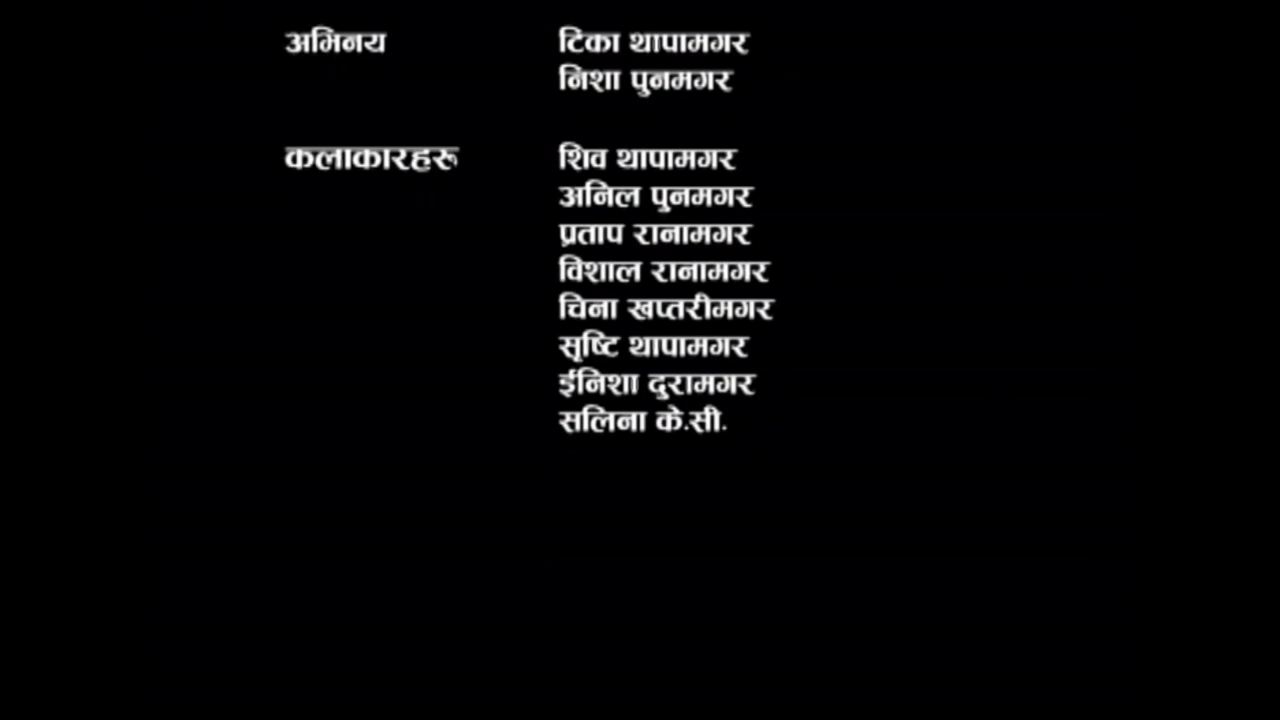 अभिनय टिका थापामगर
निशा पुनमगर
कलाकारहरू शिव थापामगर
अनिल पुनमगर
प्रताप रानामगर
विशाल रानामगर
चिना खप्तरीमगर
सृष्टि थापामगर
ईनिशा दुरामगर
सलिना के.सी.